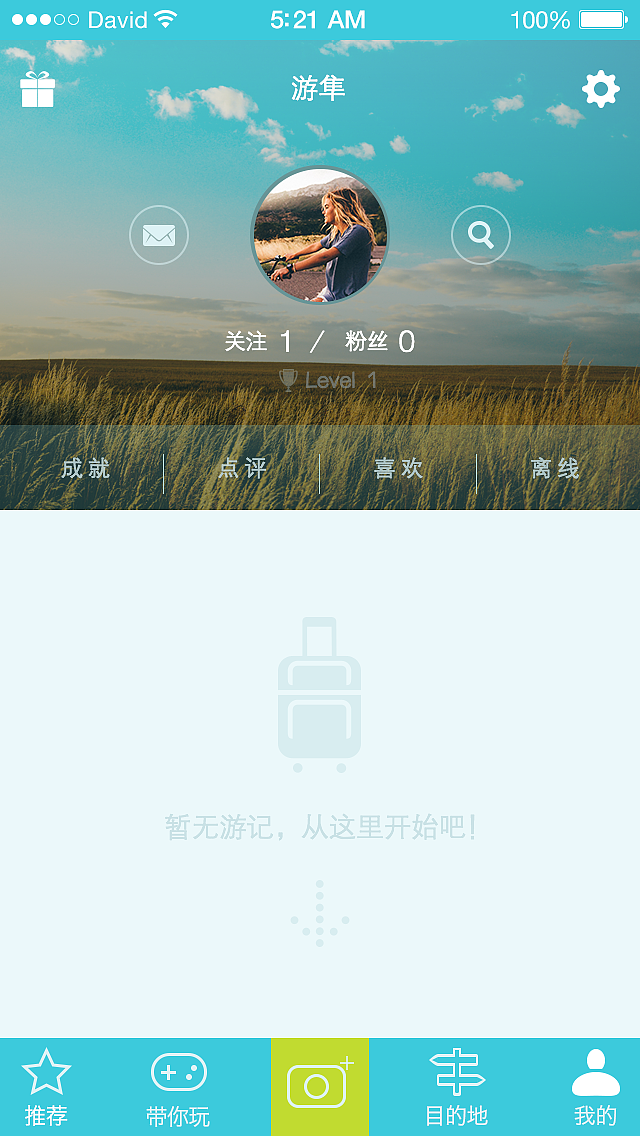 David 5:21 AM 100%
游隼
关注 1 / 粉丝 0
Level 1
成就 点评 喜欢 离线
暂无游记，从这里开始吧！
推荐 带你玩 目的地 我的